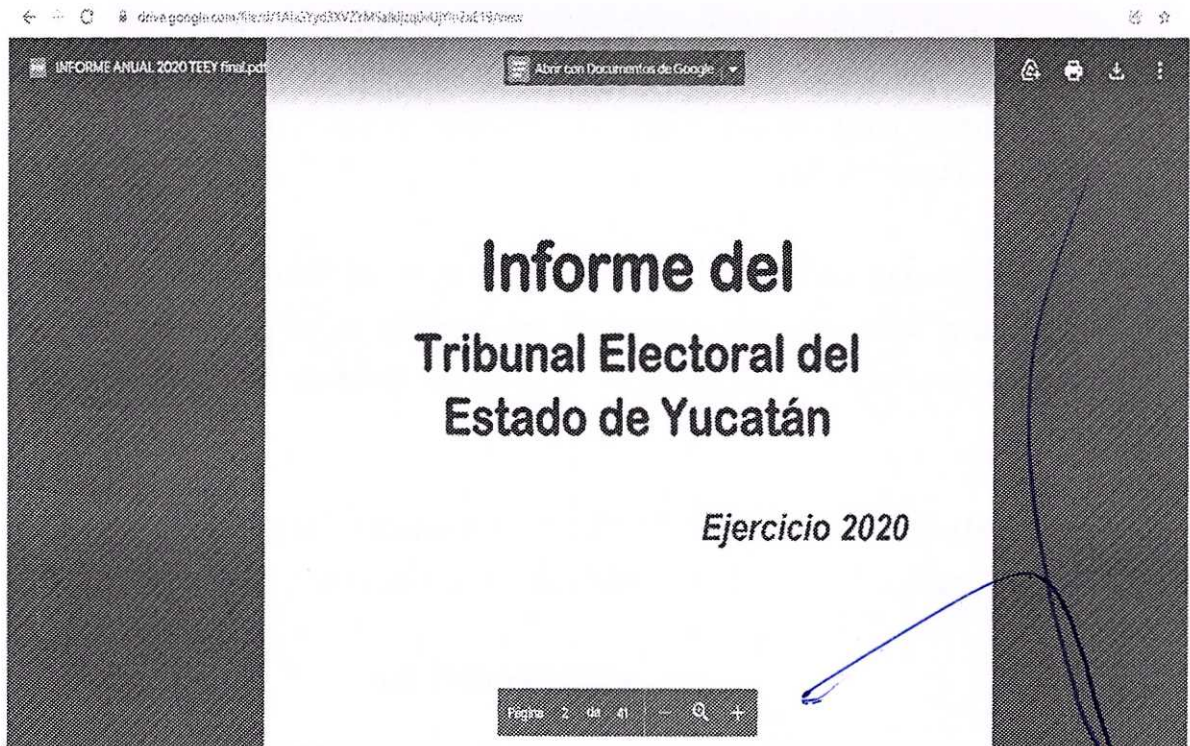 INFORME ANUAL 2020 TEEY final.pdf
Abrir con Documentos de Google
Informe del
Tribunal Electoral del
Estado de Yucatán
Ejercicio 2020
Página 2 de 41